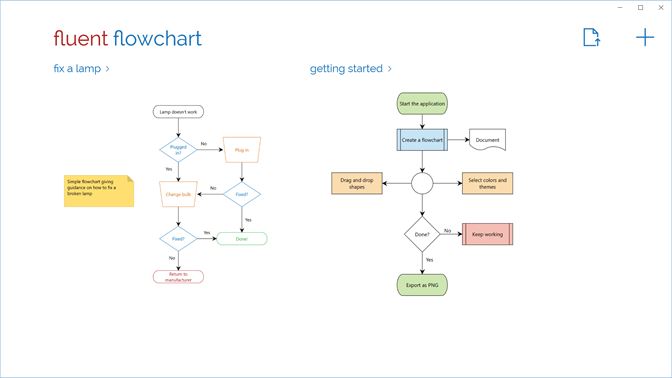 fluent flowchart
fix a lamp
getting started
Lamp doesn't work
Plugged
in?
No
Plug in
Yes
Simple flowchart giving
guidance on how to fix a
broken lamp
Change bulb
No
Fixed?
Yes
Fixed?
Yes
Done!
No
Return to
manufacturer
Start the application
Create a flowchart
Document
Drag and drop
shapes
Select colors and
themes
Done?
No
Keep working
Yes
Export as PNG